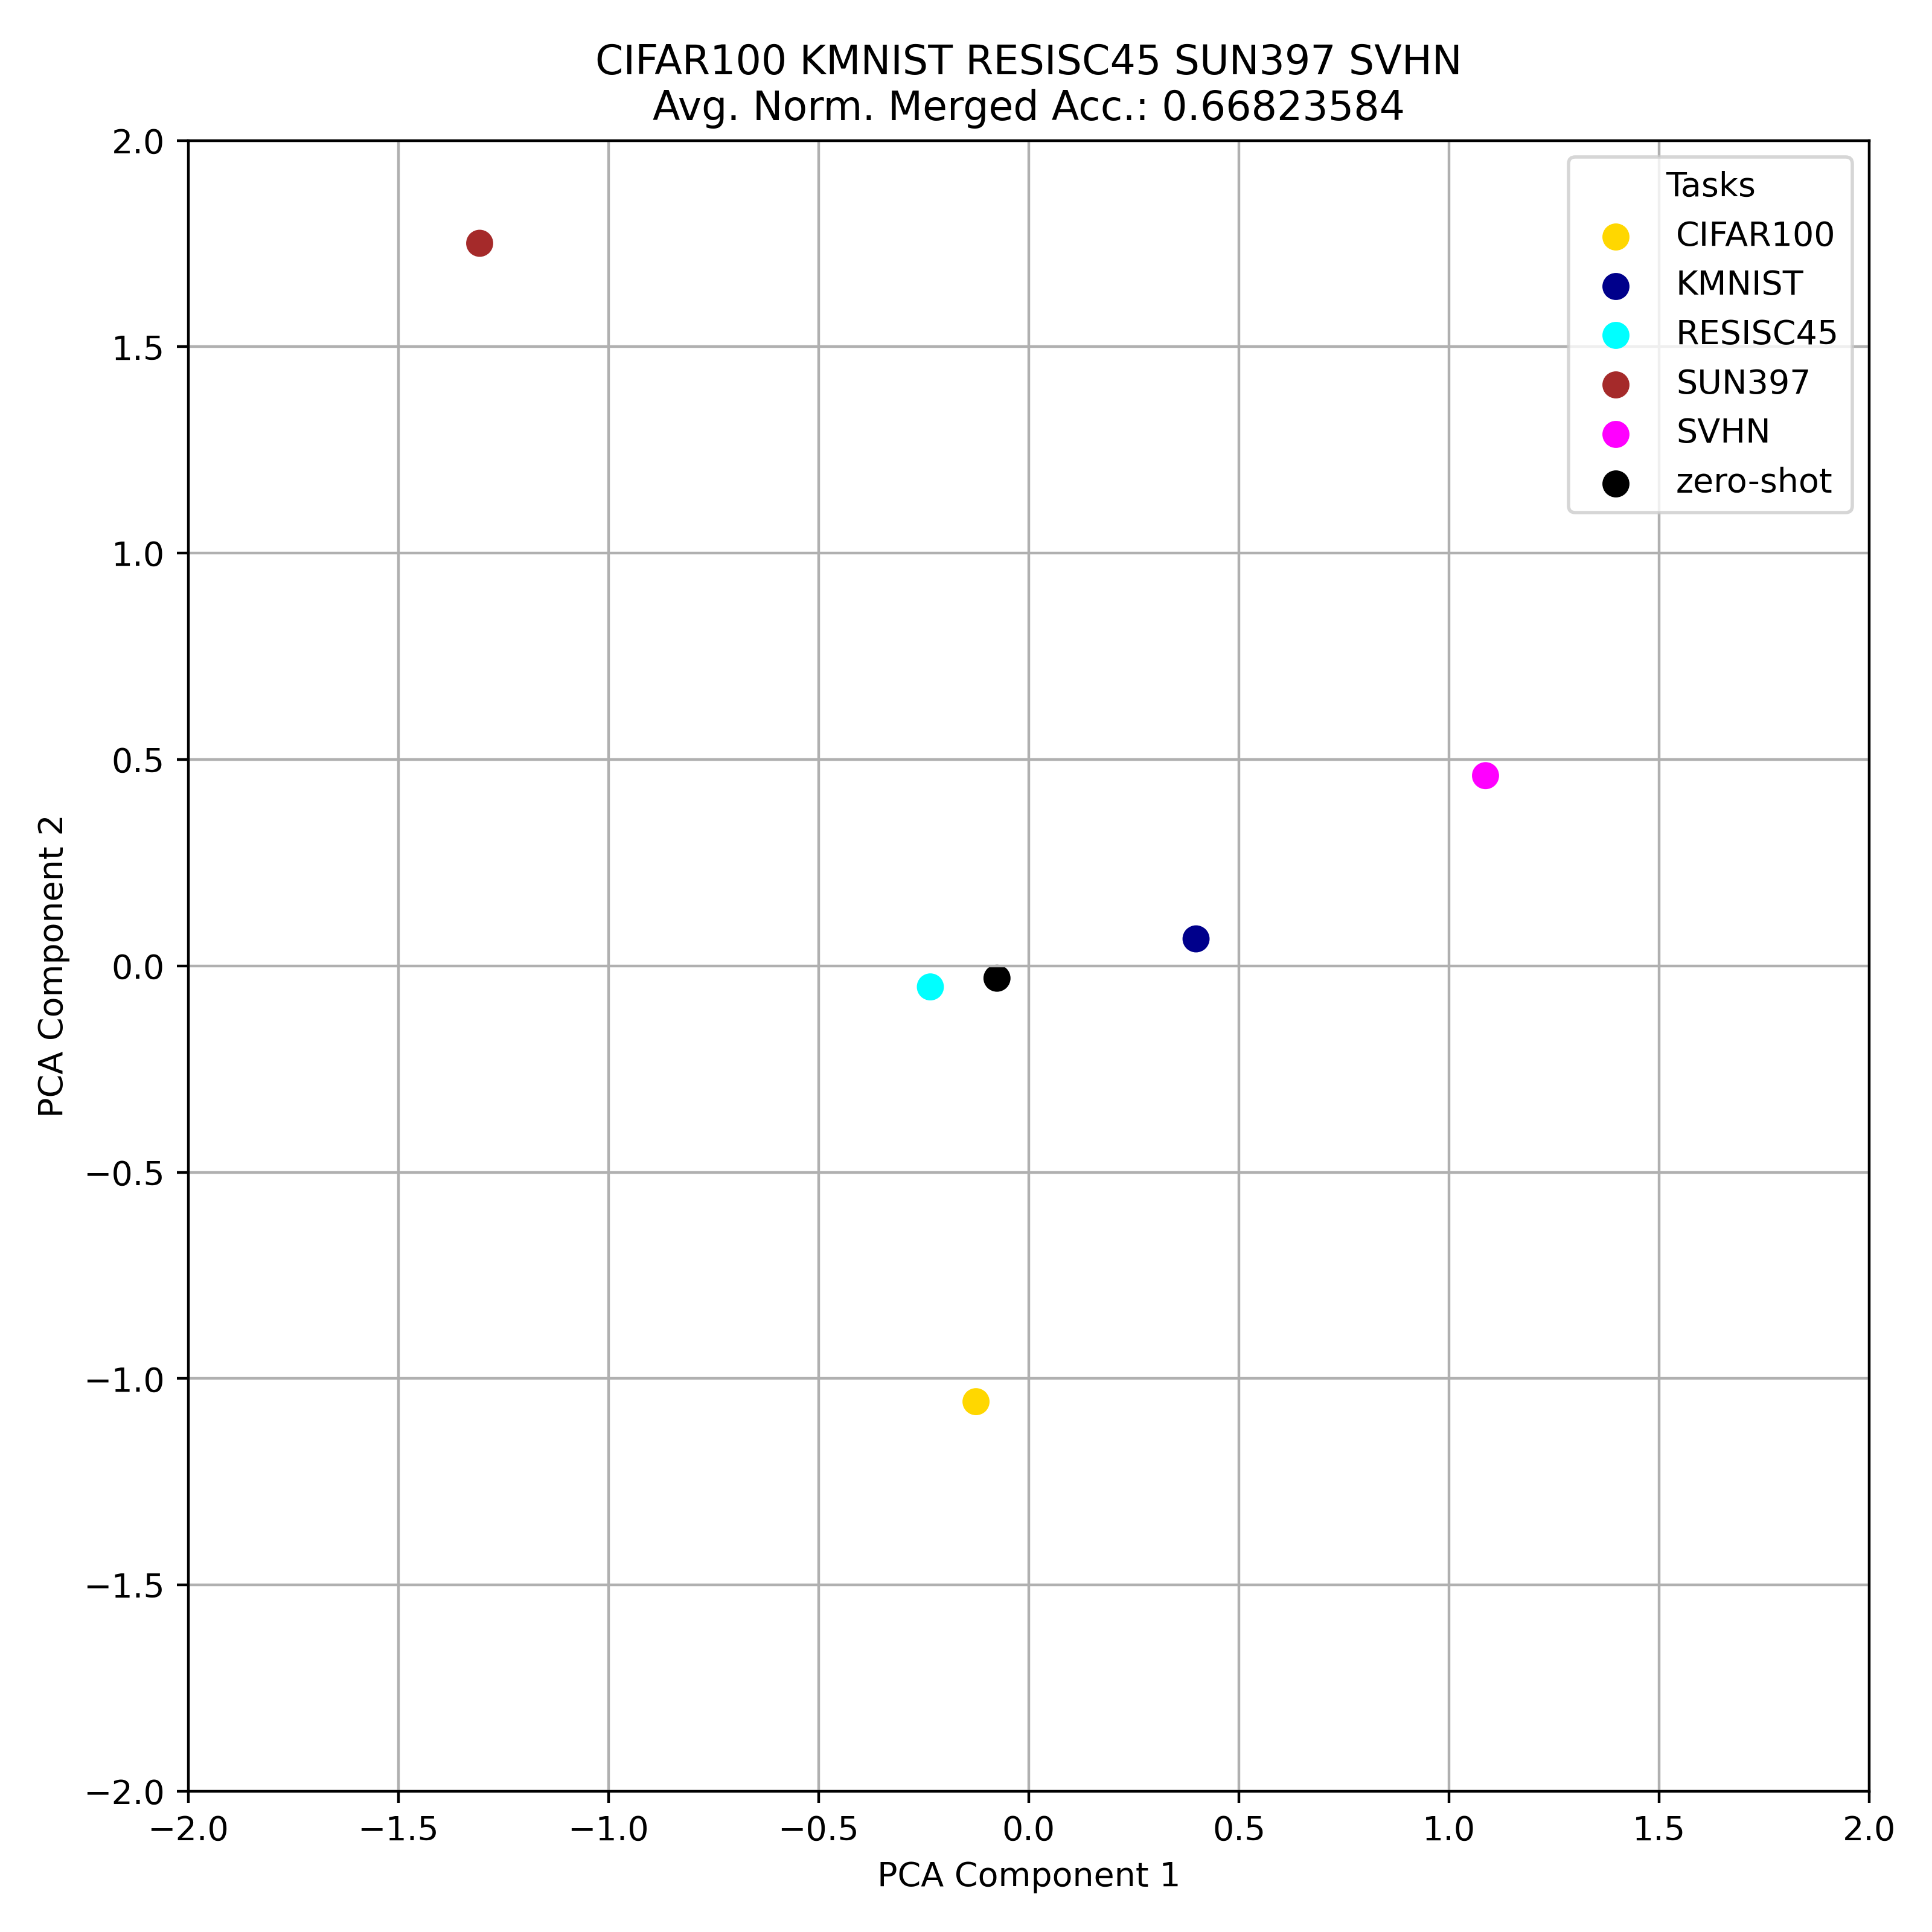 CIFAR100 KMNIST RESISC45 SUN397 SVHN
Avg. Norm. Merged Acc.: 0.66823584
Tasks
CIFAR100
KMNIST
RESISC45
SUN397
SVHN
zero-shot
2.0
1.5
1.0
0.5
0.0
−0.5
−1.0
−1.5
−2.0
PCA Component 2
−2.0 −1.5 −1.0 −0.5 0.0 0.5 1.0 1.5 2.0
PCA Component 1